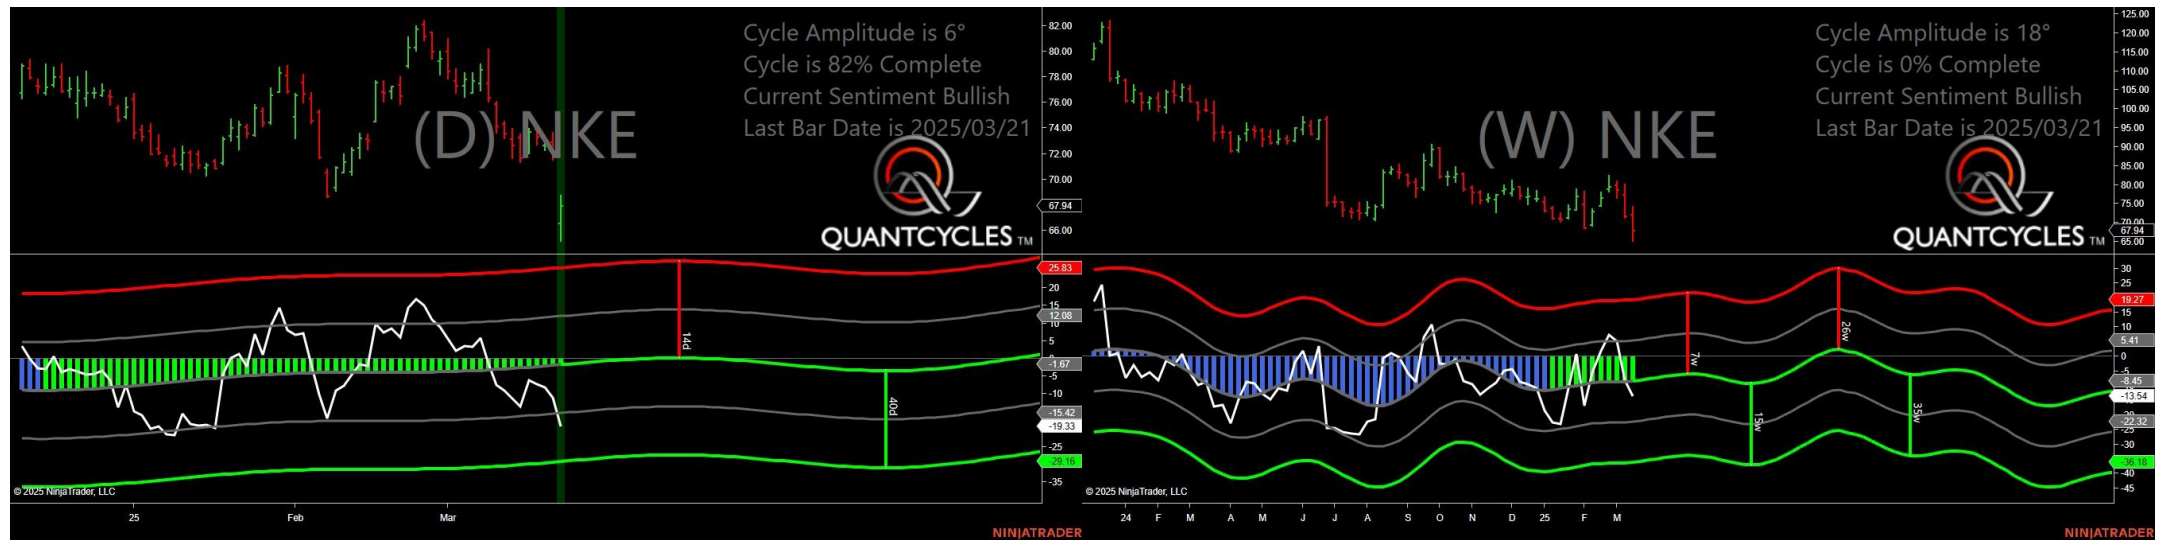 Cycle Amplitude is 6°
Cycle is 82% Complete
Current Sentiment Bullish
Last Bar Date is 2025/03/21
(D) NKE
QUANTCYCLES TM
82.00
80.00
78.00
76.00
74.00
72.00
70.00
67.94
66.00
25.83
20
15
12.08
10
5
0
-1.67
-5
-10
-15.42
-19.33
-25
-29.16
-35
14d
40d
© 2025 NinjaTrader, LLC
25
Feb
Mar
NINJATRADER
Cycle Amplitude is 18°
Cycle is 0% Complete
Current Sentiment Bullish
Last Bar Date is 2025/03/21
(W) NKE
QUANTCYCLES TM
125.00
120.00
115.00
110.00
105.00
100.00
95.00
90.00
85.00
80.00
75.00
70.00
67.94
65.00
30
25
19.27
15
10
5.41
0
-5
-8.45
-13.54
-22.32
-25
-30
-36.18
-40
-45
7w
15w
26w
35w
© 2025 NinjaTrader, LLC
24
F
M
A
M
J
J
A
S
O
N
D
25
F
M
NINJATRADER